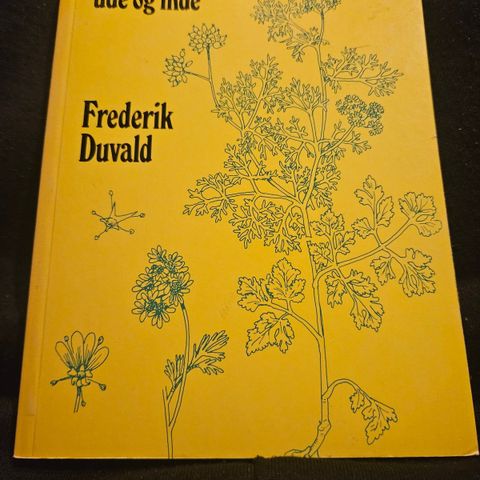 ude og inde
Frederik
Duvald